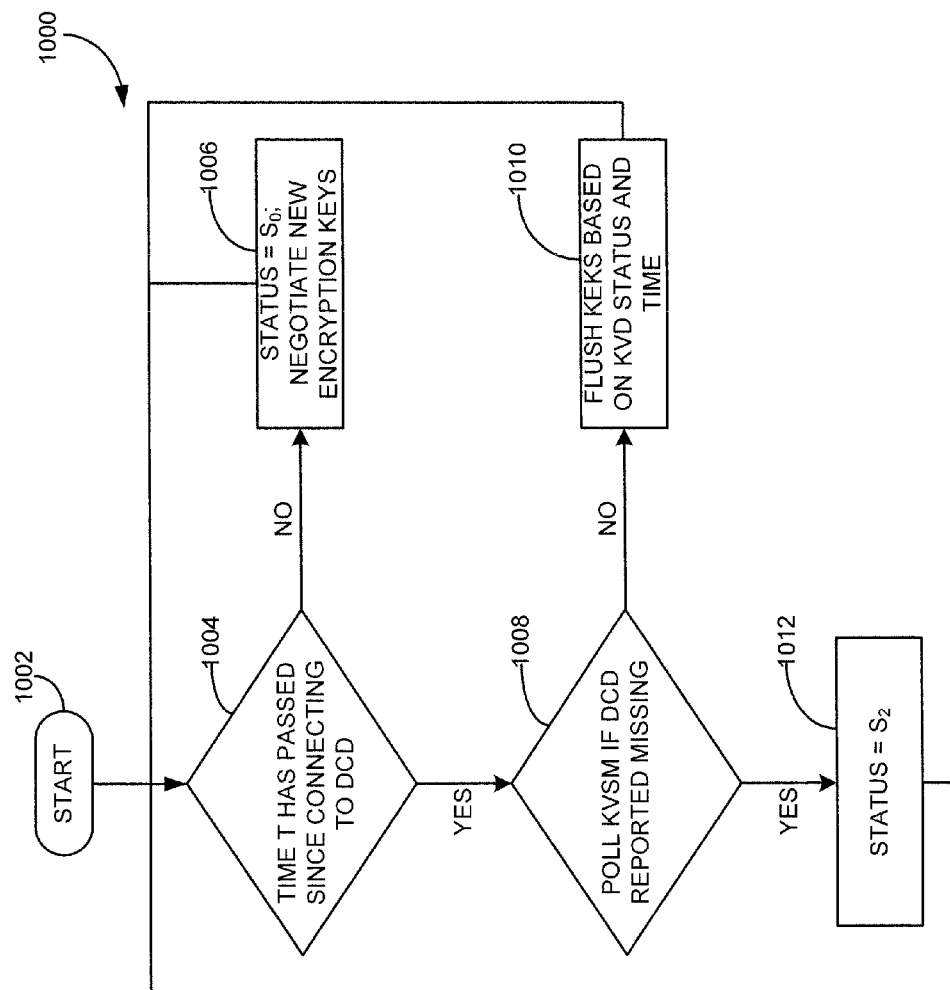 1000
1002
START
1004
TIME T HAS PASSED
SINCE CONNECTING
TO DCD
NO
1006
STATUS = S₀;
NEGOTIATE NEW
ENCRYPTION KEYS
YES
1008
POLL KVSM IF DCD
REPORTED MISSING
NO
1010
FLUSH KEKS BASED
ON KVD STATUS AND
TIME
YES
1012
STATUS = S₂